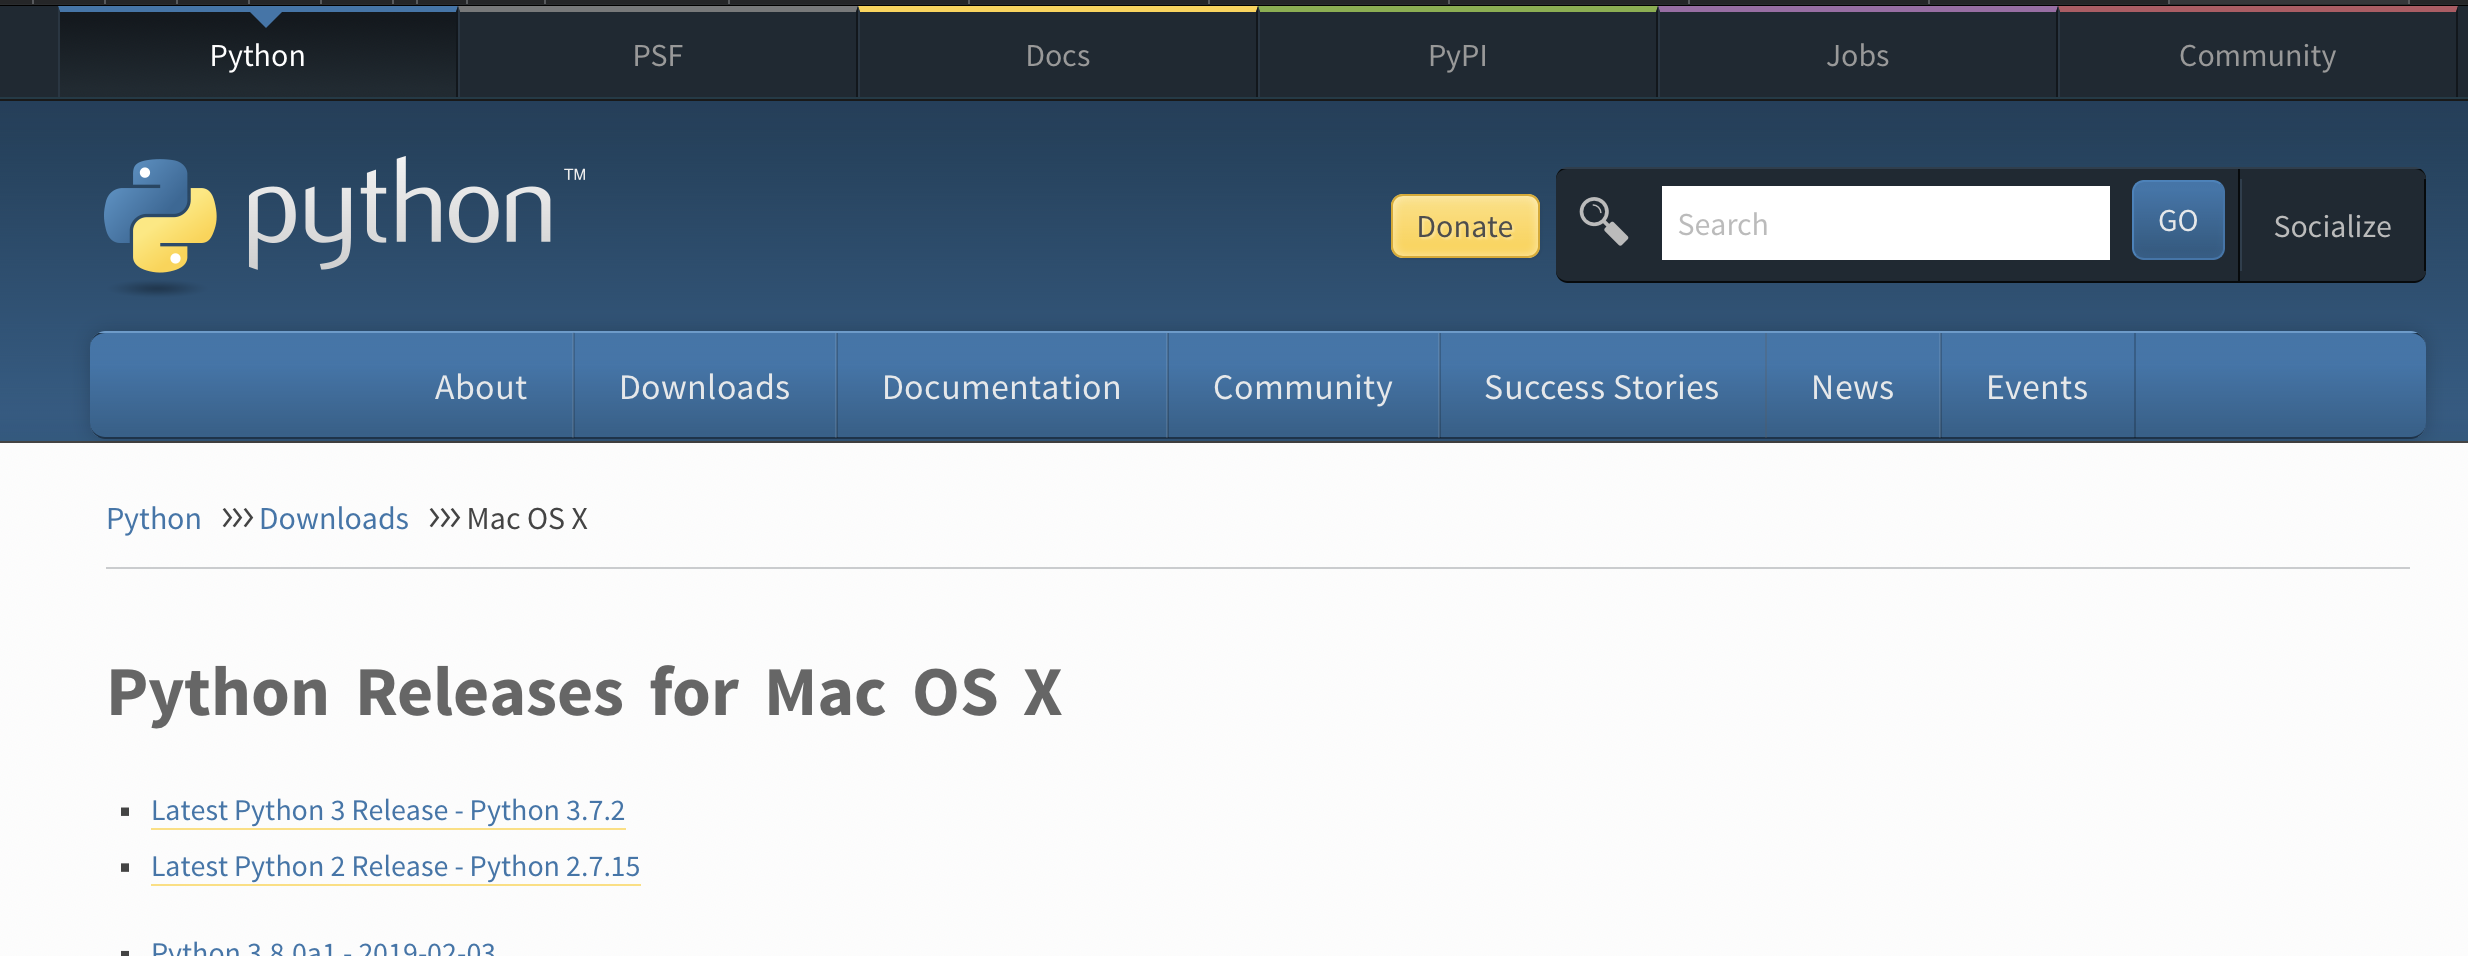 Python PSF Docs PyPI Jobs Community
python™
Donate Search GO Socialize
About Downloads Documentation Community Success Stories News Events
Python >>> Downloads >>> Mac OS X
Python Releases for Mac OS X
Latest Python 3 Release - Python 3.7.2
Latest Python 2 Release - Python 2.7.15
Python 3.8.0a1 - 2019-02-03